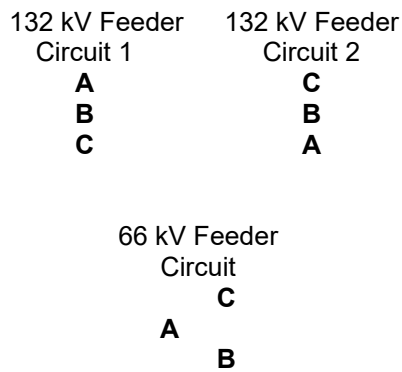 132 kV Feeder
Circuit 1
A
B
C
132 kV Feeder
Circuit 2
C
B
A
66 kV Feeder
Circuit
C
A
B